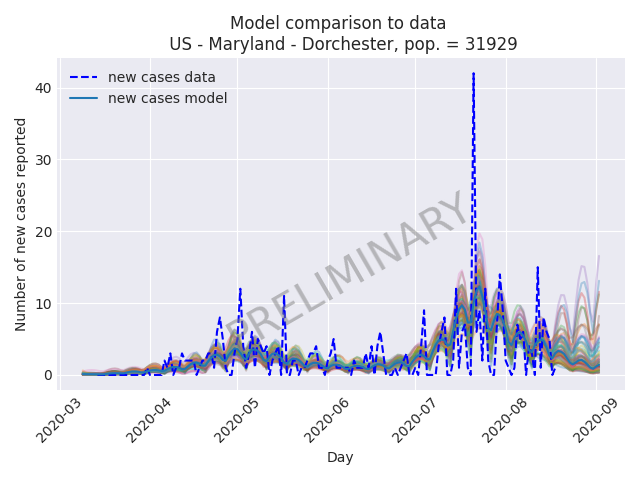 Model comparison to data
US - Maryland - Dorchester, pop. = 31929
new cases data
new cases model
PRELIMINARY
Number of new cases reported
40
30
20
10
0
2020-03
2020-04
2020-05
2020-06
2020-07
2020-08
2020-09
Day